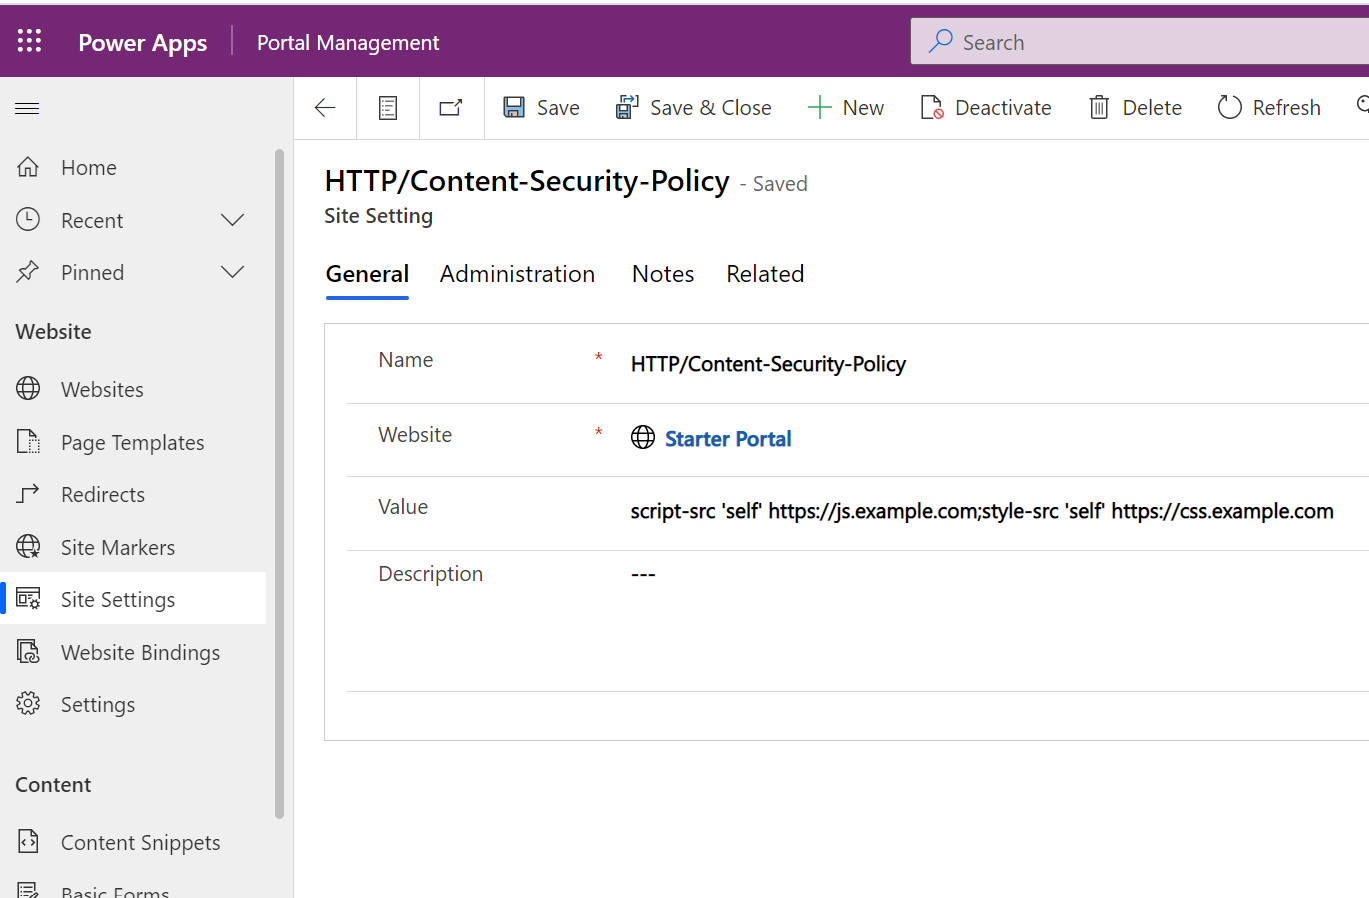 Power Apps
Portal Management
Search
Save
Save & Close
New
Deactivate
Delete
Refresh
Home
Recent
Pinned
Website
Websites
Page Templates
Redirects
Site Markers
Site Settings
Website Bindings
Settings
Content
Content Snippets
Basic Forms
HTTP/Content-Security-Policy - Saved
Site Setting
General Administration Notes Related
Name * HTTP/Content-Security-Policy
Website * Starter Portal
Value script-src 'self' https://js.example.com;style-src 'self' https://css.example.com
Description ---